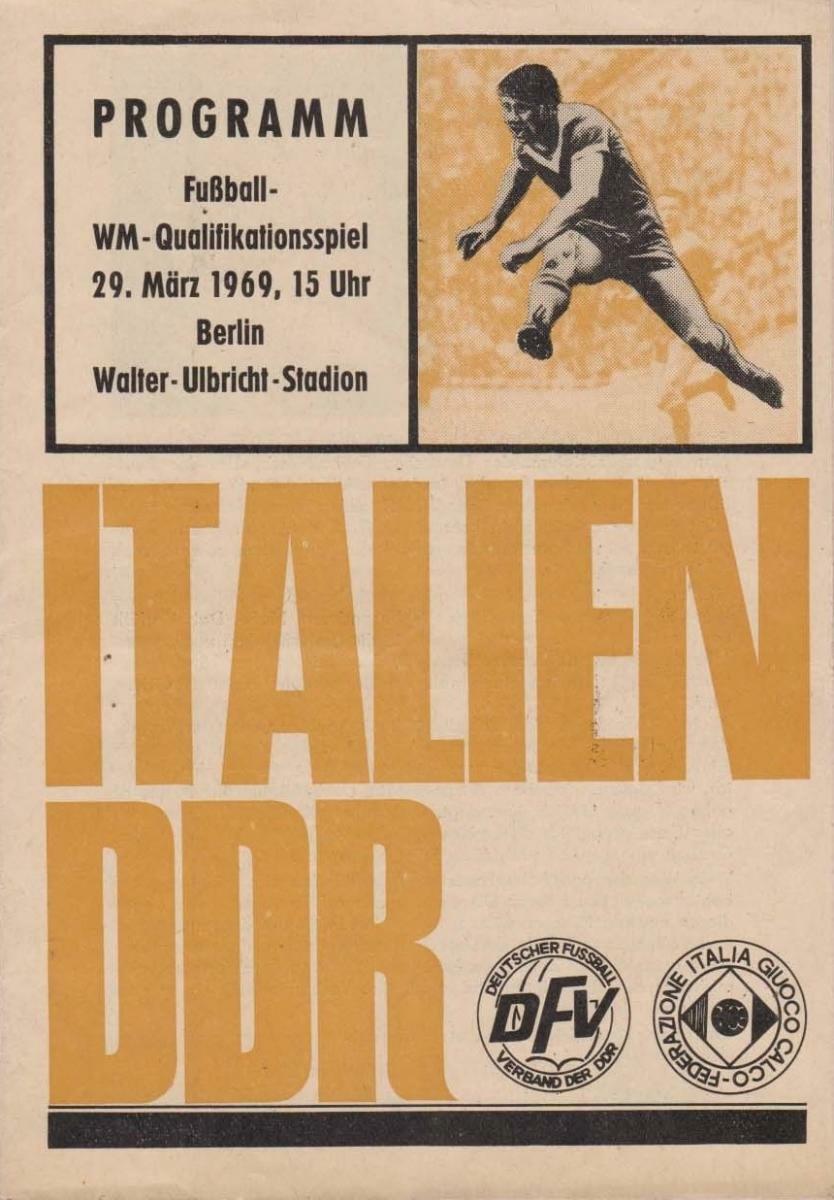 PROGRAMM
Fußball-
WM-Qualifikationsspiel
29. März 1969, 15 Uhr
Berlin
Walter-Ulbricht-Stadion
ITALIEN
DDR
DEUTSCHER FUSSBALL
DFV
VERBAND DER DDR
FEDERAZIONE ITALIA GIUOCO CALCO-